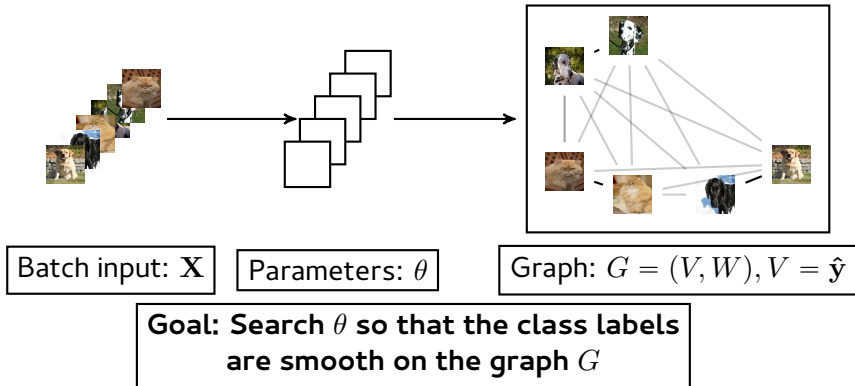 Batch input: X
Parameters: θ
Graph: G = (V, W), V = ŷ
Goal: Search θ so that the class labels
are smooth on the graph G